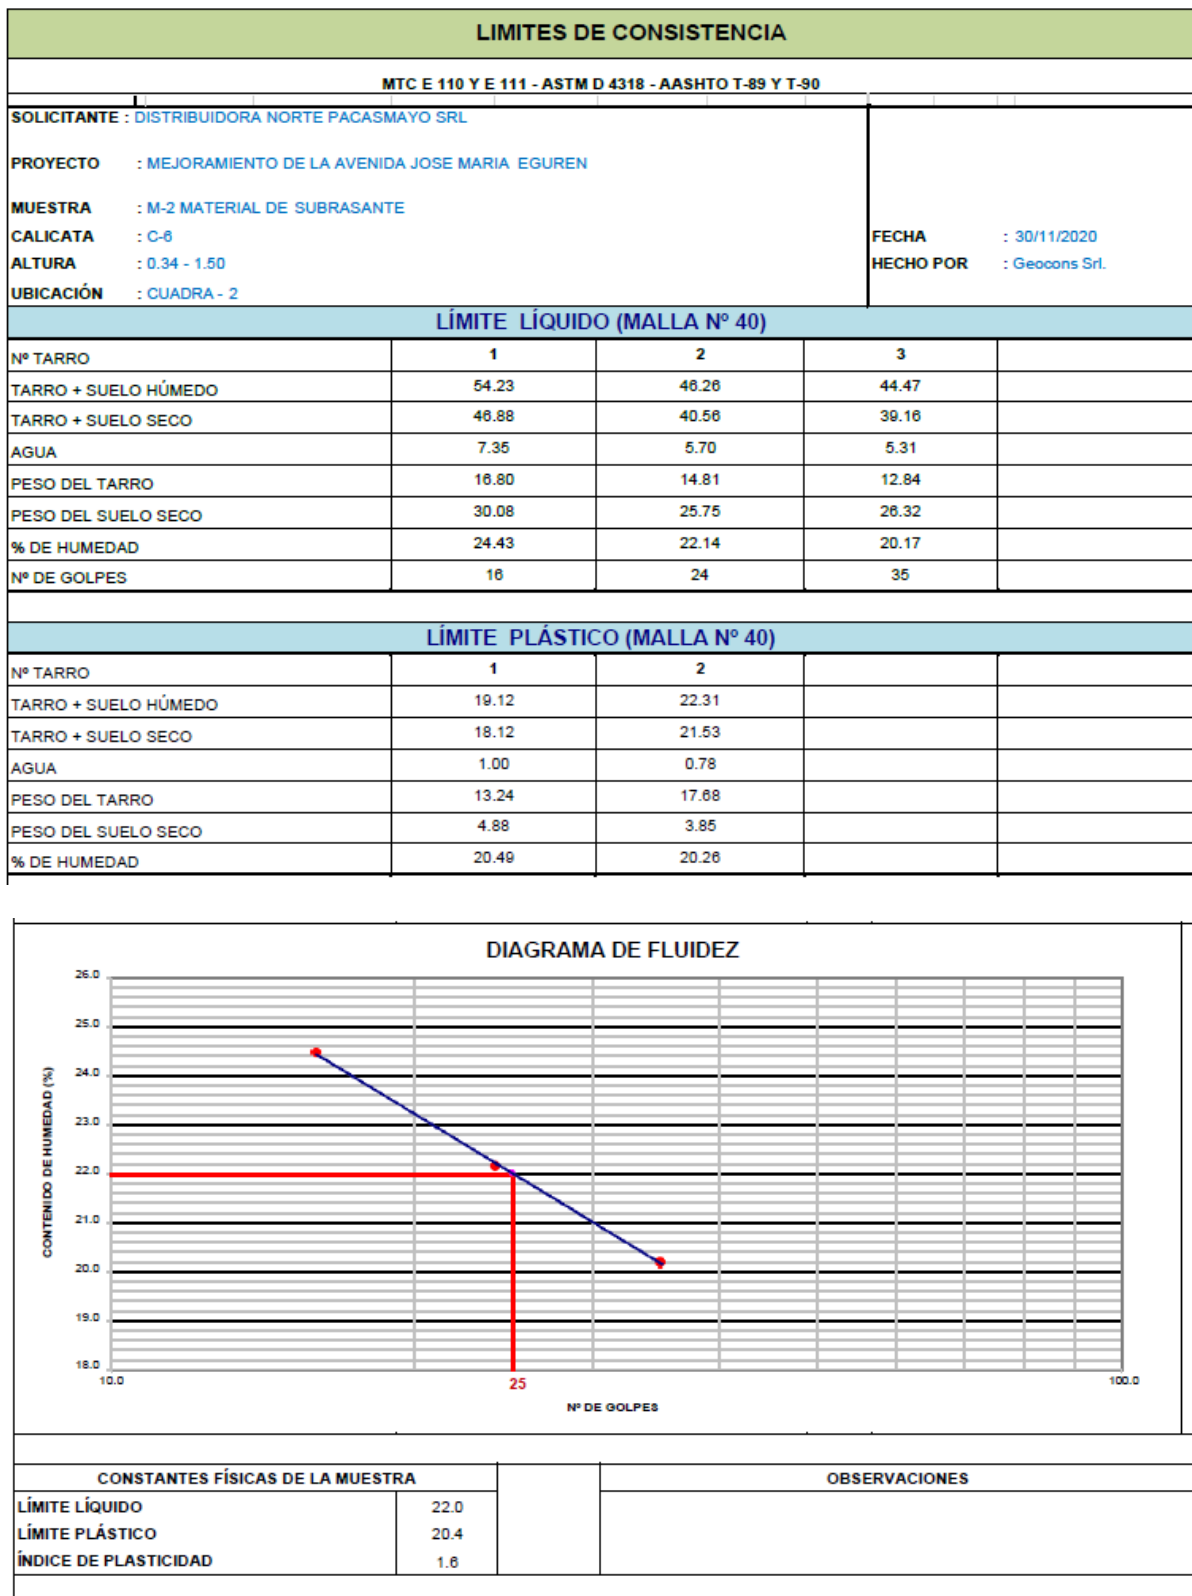 LIMITES DE CONSISTENCIA
MTC E 110 Y E 111 - ASTM D 4318 - AASHTO T-89 Y T-90
SOLICITANTE : DISTRIBUIDORA NORTE PACASMAYO SRL
PROYECTO : MEJORAMIENTO DE LA AVENIDA JOSE MARIA EGUREN
MUESTRA : M-2 MATERIAL DE SUBRASANTE
CALICATA : C-6 FECHA : 30/11/2020
ALTURA : 0.34 - 1.50 HECHO POR : Geocons Srl.
UBICACIÓN : CUADRA - 2
LÍMITE LÍQUIDO (MALLA Nº 40)
Nº TARRO 1 2 3
TARRO + SUELO HÚMEDO 54.23 46.26 44.47
TARRO + SUELO SECO 46.88 40.56 39.16
AGUA 7.35 5.70 5.31
PESO DEL TARRO 16.80 14.81 12.84
PESO DEL SUELO SECO 30.08 25.75 26.32
% DE HUMEDAD 24.43 22.14 20.17
Nº DE GOLPES 16 24 35
LÍMITE PLÁSTICO (MALLA Nº 40)
Nº TARRO 1 2
TARRO + SUELO HÚMEDO 19.12 22.31
TARRO + SUELO SECO 18.12 21.53
AGUA 1.00 0.78
PESO DEL TARRO 13.24 17.68
PESO DEL SUELO SECO 4.88 3.85
% DE HUMEDAD 20.49 20.26
DIAGRAMA DE FLUIDEZ
CONTENIDO DE HUMEDAD (%)
26.0
25.0
24.0
23.0
22.0
21.0
20.0
19.0
18.0
10.0 25 100.0
Nº DE GOLPES
CONSTANTES FÍSICAS DE LA MUESTRA OBSERVACIONES
LÍMITE LÍQUIDO 22.0
LÍMITE PLÁSTICO 20.4
ÍNDICE DE PLASTICIDAD 1.6